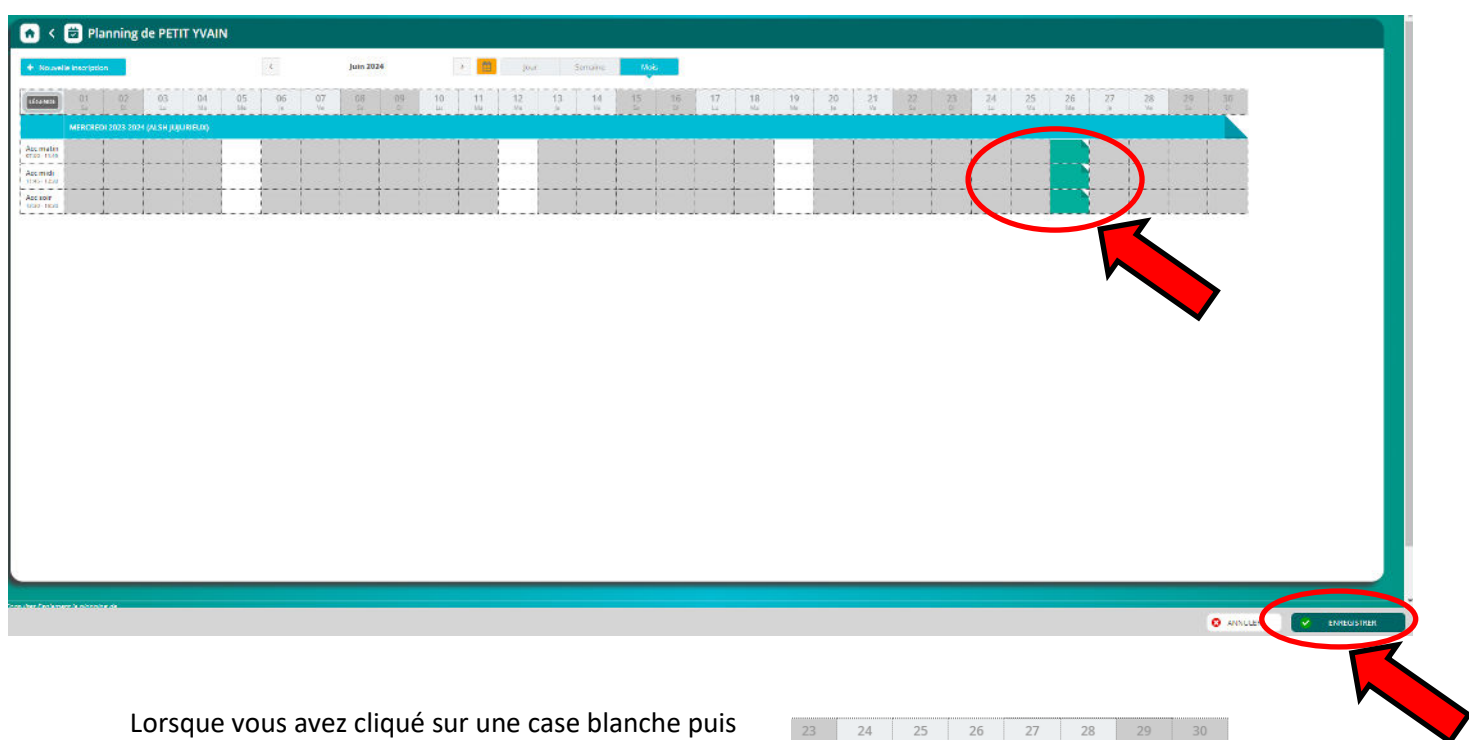 Planning de PETIT YVAIN
+ Nouvelle inscription
< Juin 2024 > Jour Semaine Mois
LÉGENDE 01 02 03 04 05 06 07 08 09 10 11 12 13 14 15 16 17 18 19 20 21 22 23 24 25 26 27 28 29 30
MERCREDI 2023-2024 (ALSH JUJURIEUX)
Acc matin
Acc midi
Acc soir
ANNULER ENREGISTRER
Lorsque vous avez cliqué sur une case blanche puis
23 24 25 26 27 28 29 30